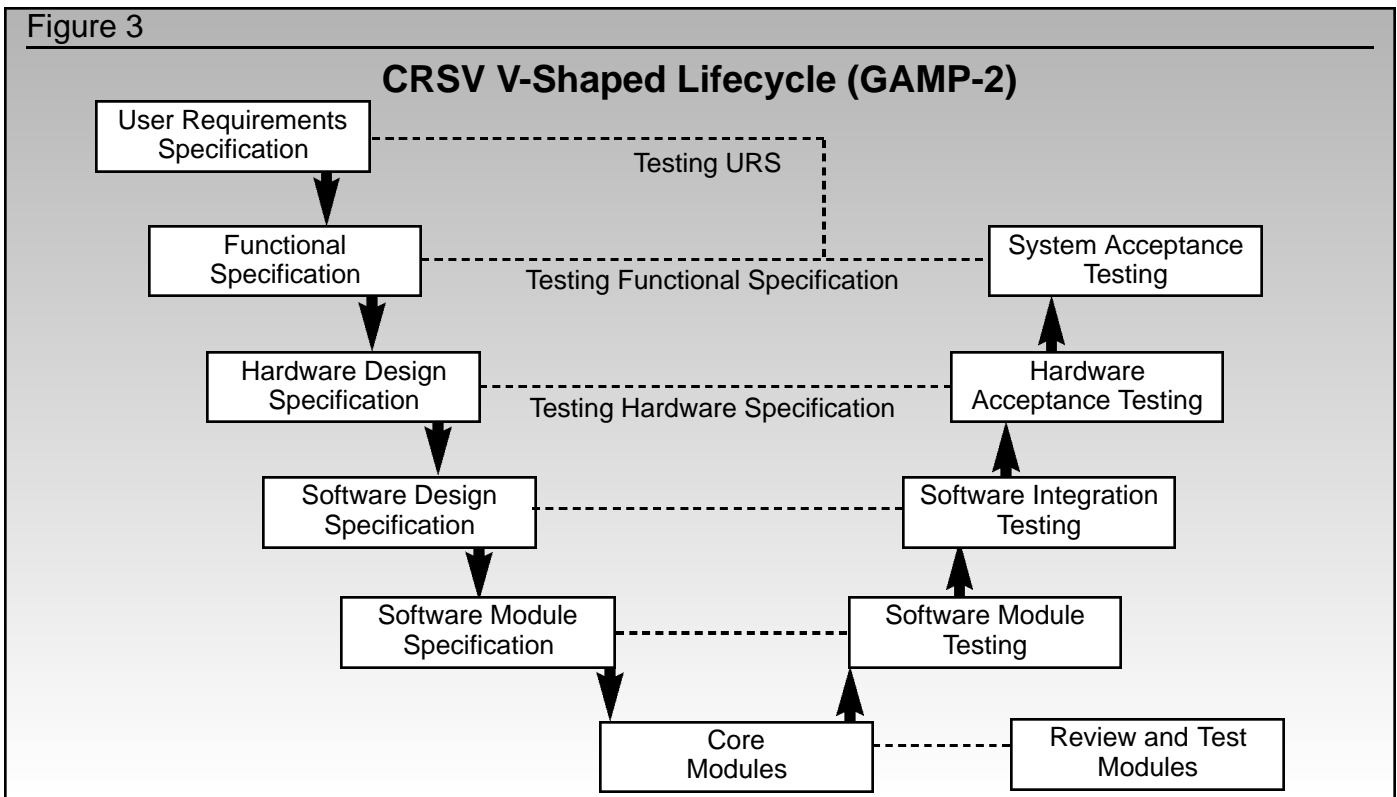 Figure 3
CRSV V-Shaped Lifecycle (GAMP-2)
User Requirements
Specification
Testing URS
Functional
Specification
Testing Functional Specification
System Acceptance
Testing
Hardware Design
Specification
Testing Hardware Specification
Hardware
Acceptance Testing
Software Design
Specification
Software Integration
Testing
Software Module
Specification
Software Module
Testing
Core
Modules
Review and Test
Modules